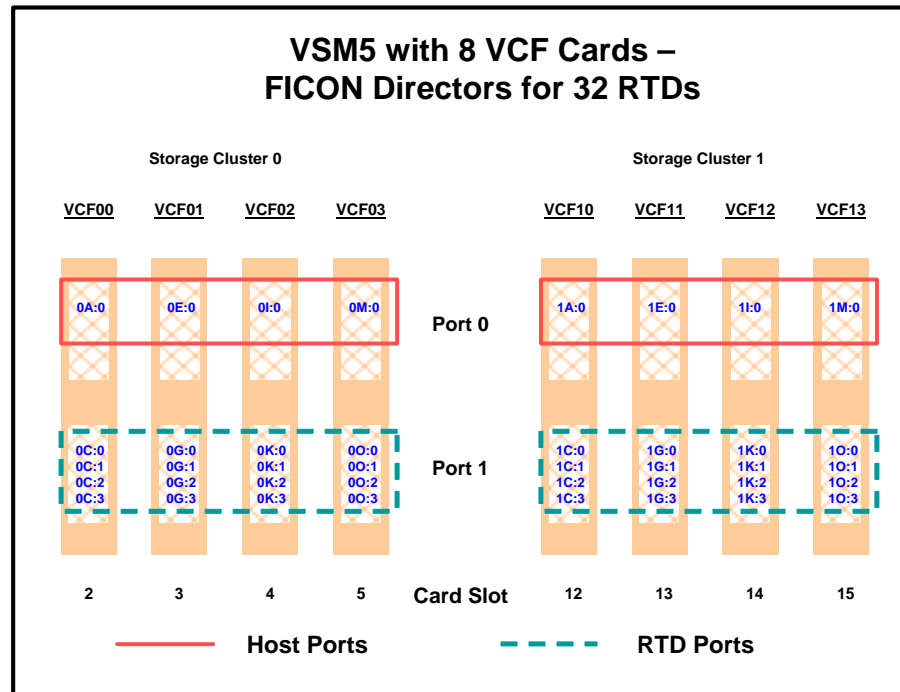 VSM5 with 8 VCF Cards –
FICON Directors for 32 RTDs
Storage Cluster 0
Storage Cluster 1
VCF00 VCF01 VCF02 VCF03 VCF10 VCF11 VCF12 VCF13
0A:0 0E:0 0I:0 0M:0 Port 0 1A:0 1E:0 1I:0 1M:0
0C:0 0G:0 0K:0 0O:0 1C:0 1G:0 1K:0 1O:0
0C:1 0G:1 0K:1 0O:1 Port 1 1C:1 1G:1 1K:1 1O:1
0C:2 0G:2 0K:2 0O:2 1C:2 1G:2 1K:2 1O:2
0C:3 0G:3 0K:3 0O:3 1C:3 1G:3 1K:3 1O:3
2 3 4 5 Card Slot 12 13 14 15
Host Ports RTD Ports